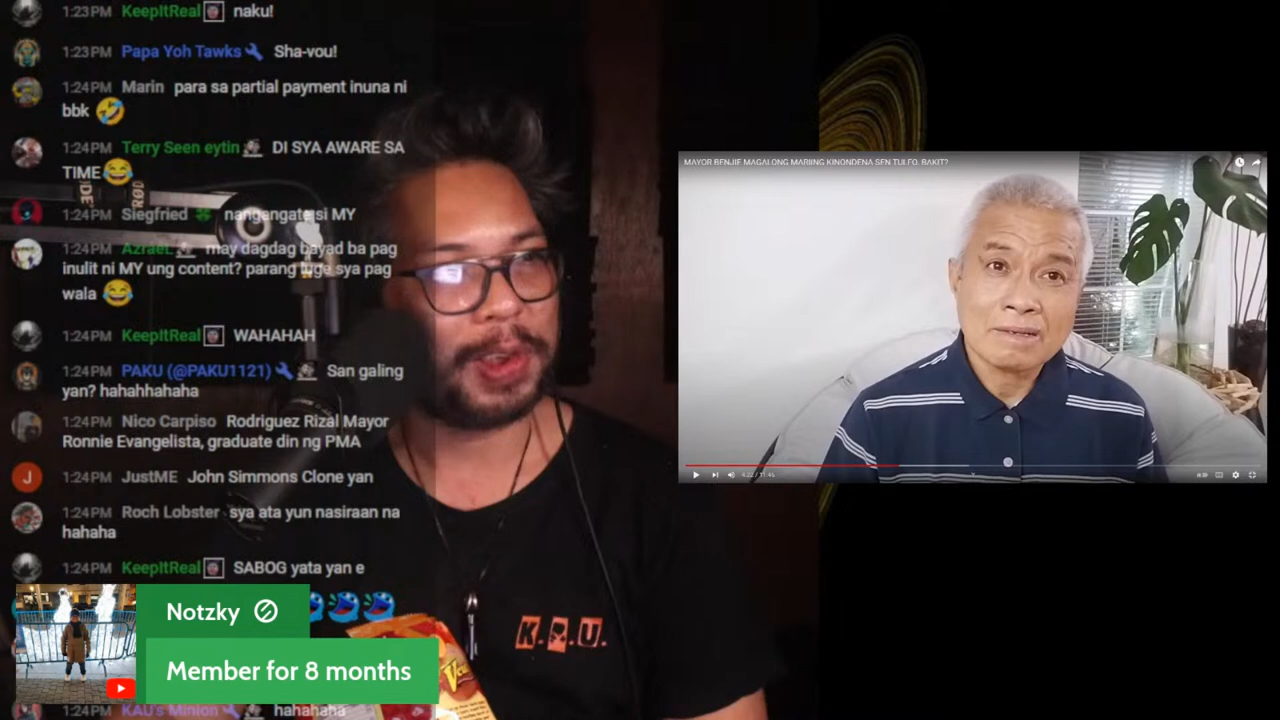 1:23PM KeepItReal naku!
1:23PM Papa Yoh Tawks Sha-vou!
1:24PM Marin para sa partial payment inuna ni
bbk
1:24PM Terry Seen eytin DI SYA AWARE SA
TIME
1:24PM Siegfried nangangate si MY
1:24PM Azrael may dagdag bayad ba pag
inulit ni MY ung content? parang luge sya pag
wala
1:24PM KeepItReal WAHAHAH
1:24PM PAKU (@PAKU1121) San galing
yan? hahahhahaha
1:24PM Nico Carpiso Rodriguez Rizal Mayor
Ronnie Evangelista, graduate din ng PMA
J
1:24PM JustME John Simmons Clone yan
1:24PM Roch Lobster sya ata yun nasiraan na
hahaha
1:24PM KeepItReal SABOG yata yan e
Notzky
Member for 8 months
1:24PM KAU's Minion hahahaha
K. .U.
MAYOR BENJIE MAGALONG MARIING KINONDENA SEN TULFO. BAKIT?
4:22 / 11:46